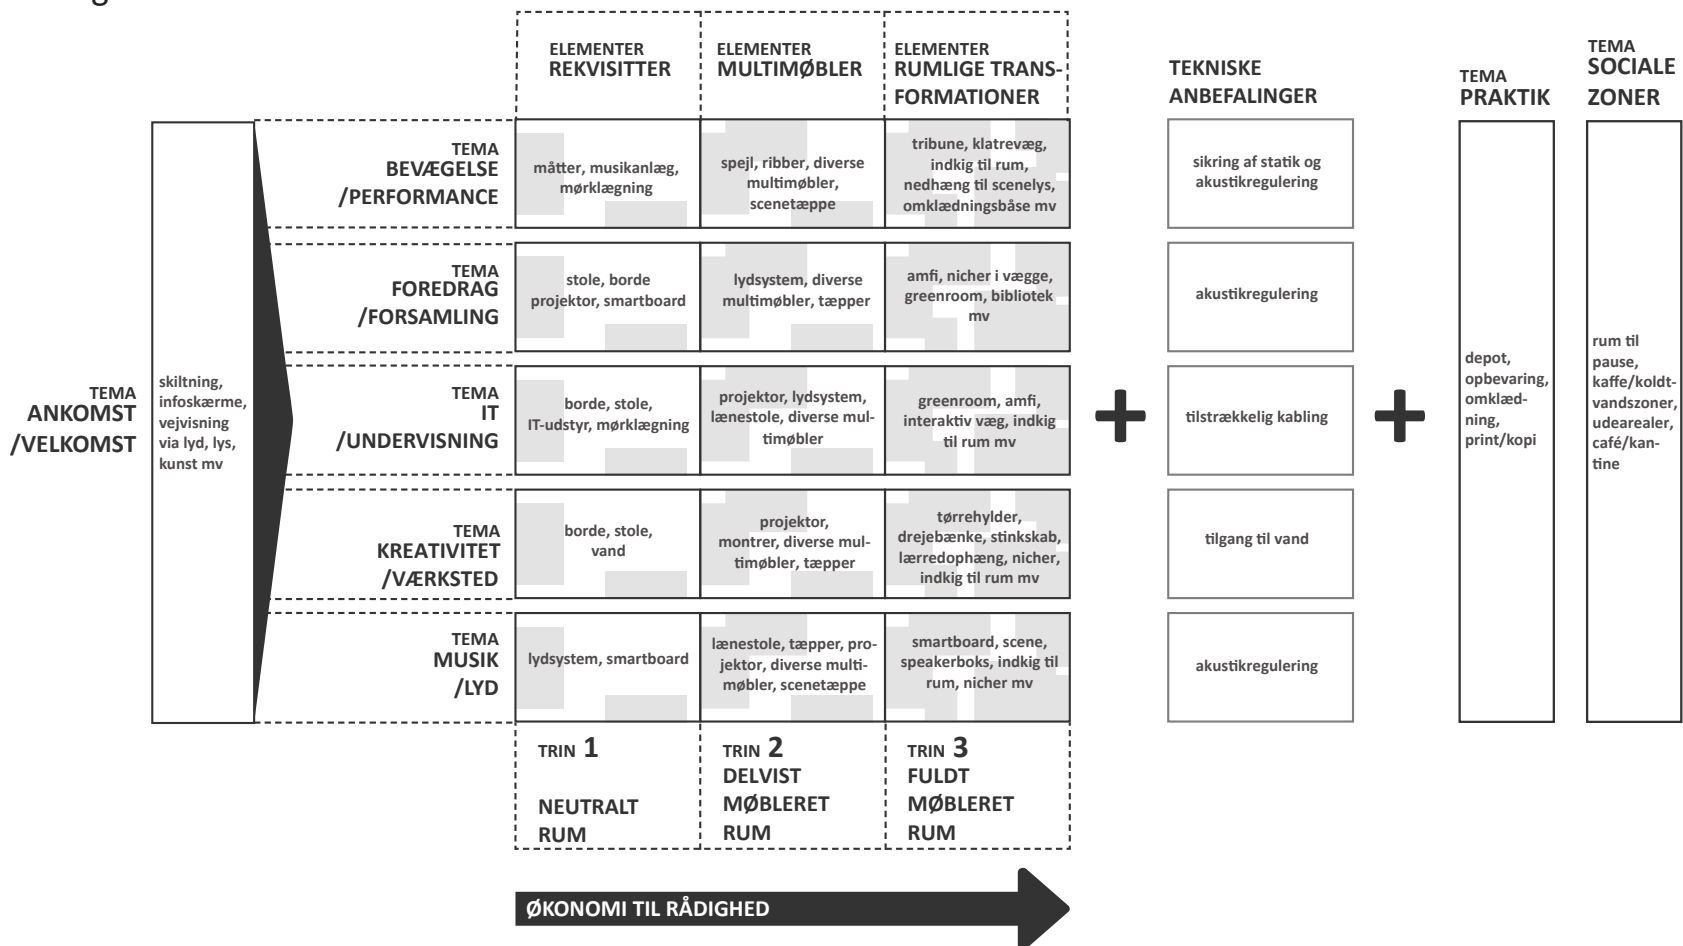 ELEMENTER
REKVISITTER
ELEMENTER
MULTIMØBLER
ELEMENTER
RUMLIGE TRANS-
FORMATIONER
TEKNISKE
ANBEFALINGER
TEMA
PRAKTIK
TEMA
SOCIALE
ZONER
TEMA
ANKOMST
/VELKOMST
skiltning,
infoskærme,
vejvisning
via lyd, lys,
kunst mv
TEMA
BEVÆGELSE
/PERFORMANCE
måtter, musikanlæg,
mørklægning
spejl, ribber, diverse
multimøbler,
scenetæppe
tribune, klatrevæg,
indkig til rum,
nedhæng til scenelys,
omklædningsbåse mv
sikring af statik og
akustikregulering
TEMA
FOREDRAG
/FORSAMLING
stole, borde
projektor, smartboard
lydsystem, diverse
multimøbler, tæpper
amfi, nicher i vægge,
greenroom, bibliotek
mv
akustikregulering
TEMA
IT
/UNDERVISNING
borde, stole,
IT-udstyr, mørklægning
projektor, lydsystem,
lænestole, diverse mul-
timøbler
greenroom, amfi,
interaktiv væg, indkig
til rum mv
tilstrækkelig kabling
TEMA
KREATIVITET
/VÆRKSTED
borde, stole,
vand
projektor,
montrer, diverse mul-
timøbler, tæpper
tørrehylder,
drejebænke, stinkskab,
lærredophæng, nicher,
indkig til rum mv
tilgang til vand
TEMA
MUSIK
/LYD
lydsystem, smartboard
lænestole, tæpper, pro-
jektor, diverse multi-
møbler, scenetæppe
smartboard, scene,
speakerboks, indkig til
rum, nicher mv
akustikregulering
depot,
opbevaring,
omklæd-
ning,
print/kopi
rum til
pause,
kaffe/koldt-
vandszoner,
udearealer,
café/kan-
tine
TRIN 1
NEUTRALT
RUM
TRIN 2
DELVIST
MØBLERET
RUM
TRIN 3
FULDT
MØBLERET
RUM
ØKONOMI TIL RÅDIGHED